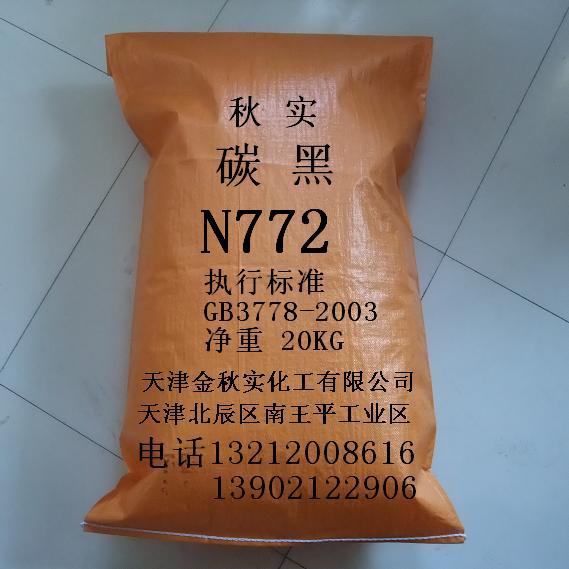 秋实
碳黑
N772
执行标准
GB3778-2003
净重 20KG
天津金秋实化工有限公司
天津北辰区南王平工业区
电话13212008616
13902122906